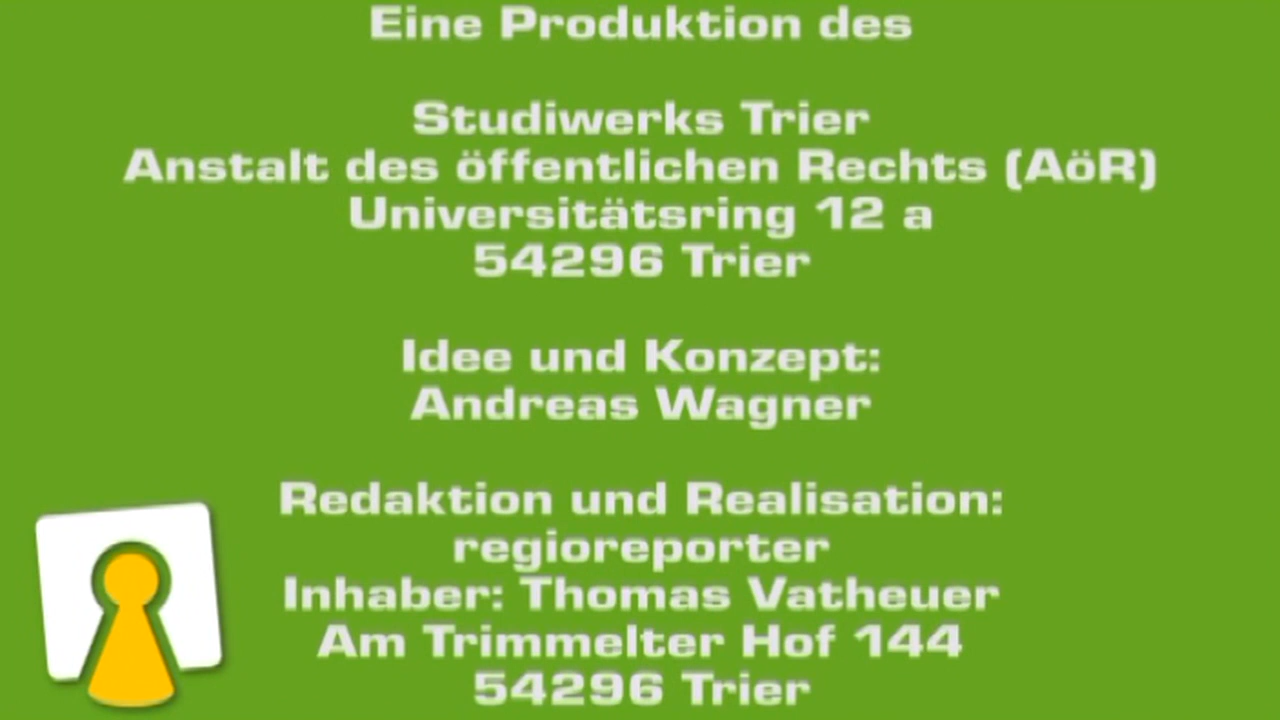 Eine Produktion des
Studiwerks Trier
Anstalt des öffentlichen Rechts (AöR)
Universitätsring 12 a
54296 Trier
Idee und Konzept:
Andreas Wagner
Redaktion und Realisation:
regioreporter
Inhaber: Thomas Vatheuer
Am Trimmelter Hof 144
54296 Trier